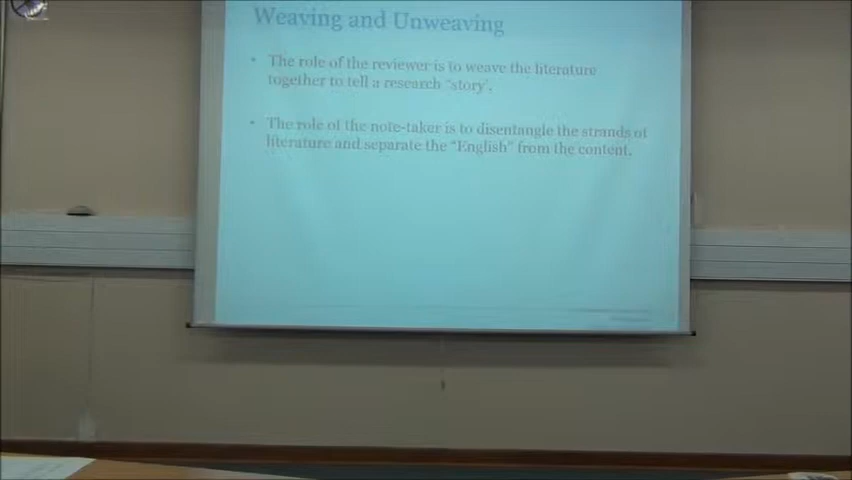 Weaving and Unweaving
• The role of the reviewer is to weave the literature
together to tell a research "story".
• The role of the note-taker is to disentangle the strands of
literature and separate the "English" from the content.